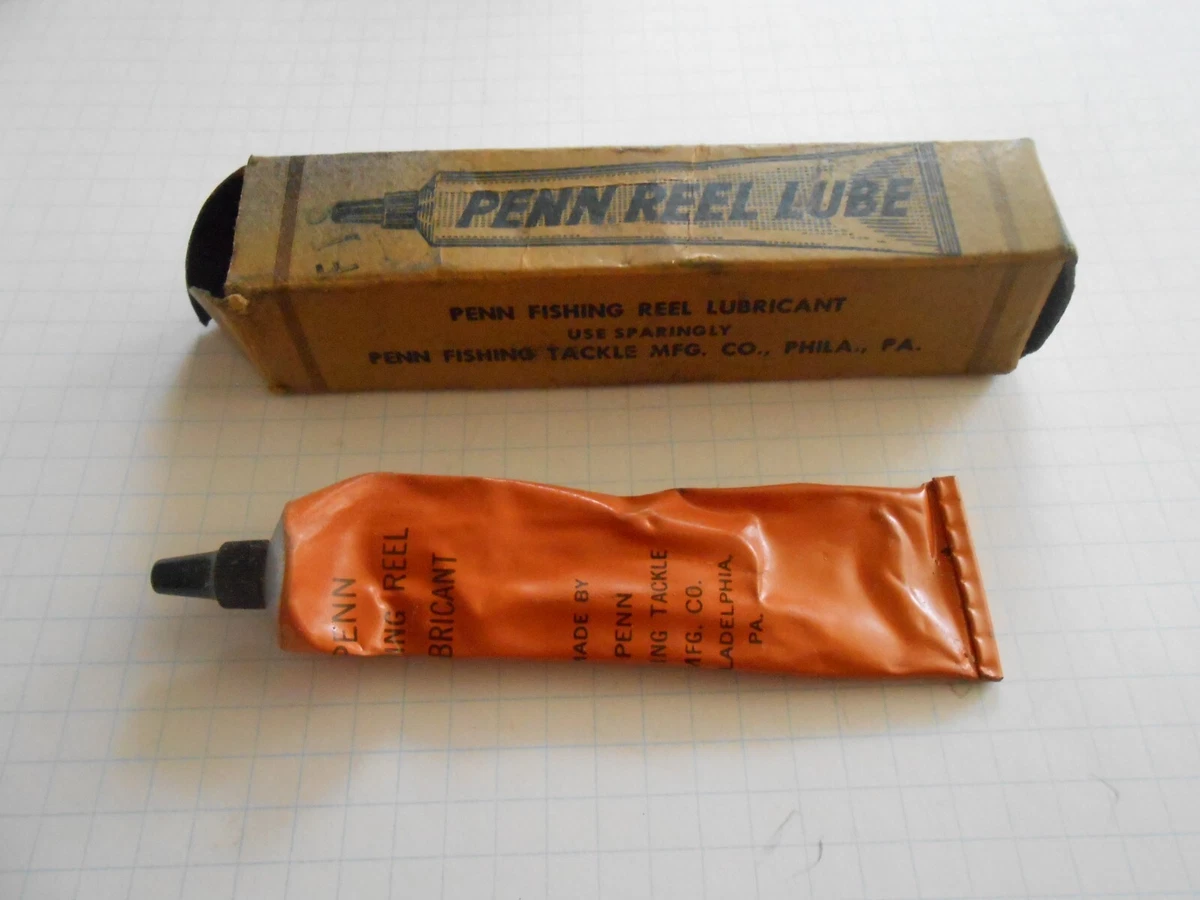 PENN REEL LUBE
PENN FISHING REEL LUBRICANT
USE SPARINGLY
PENN FISHING TACKLE MFG. CO., PHILA., PA.
PENN
ING REEL
BRICANT
MADE BY
PENN
ING TACKLE
MFG. CO.
LADELPHIA,
PA.